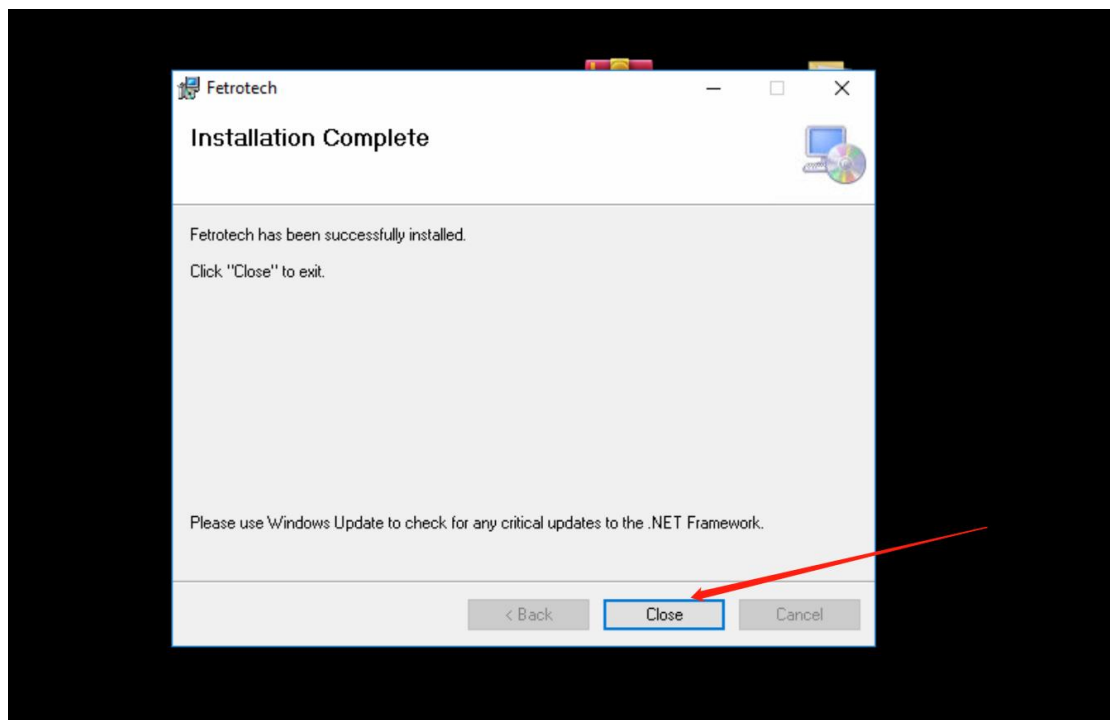 Fetrotech
Installation Complete
Fetrotech has been successfully installed.
Click "Close" to exit.
Please use Windows Update to check for any critical updates to the .NET Framework.
< Back
Close
Cancel